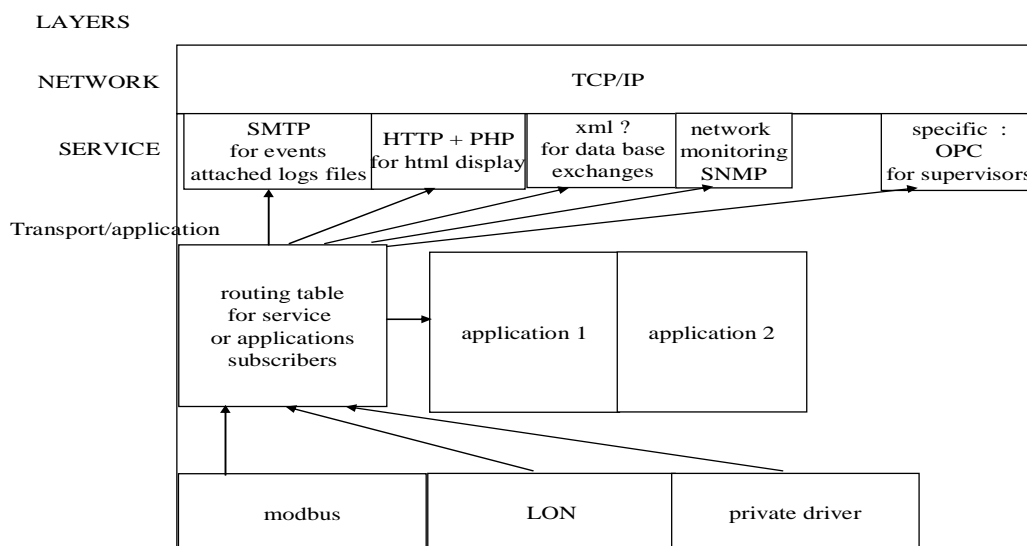 LAYERS
NETWORK
TCP/IP
SERVICE
SMTP
for events
attached logs files
HTTP + PHP
for html display
xml ?
for data base
exchanges
network
monitoring
SNMP
specific :
OPC
for supervisors
Transport/application
routing table
for service
or applications
subscribers
application 1
application 2
modbus
LON
private driver